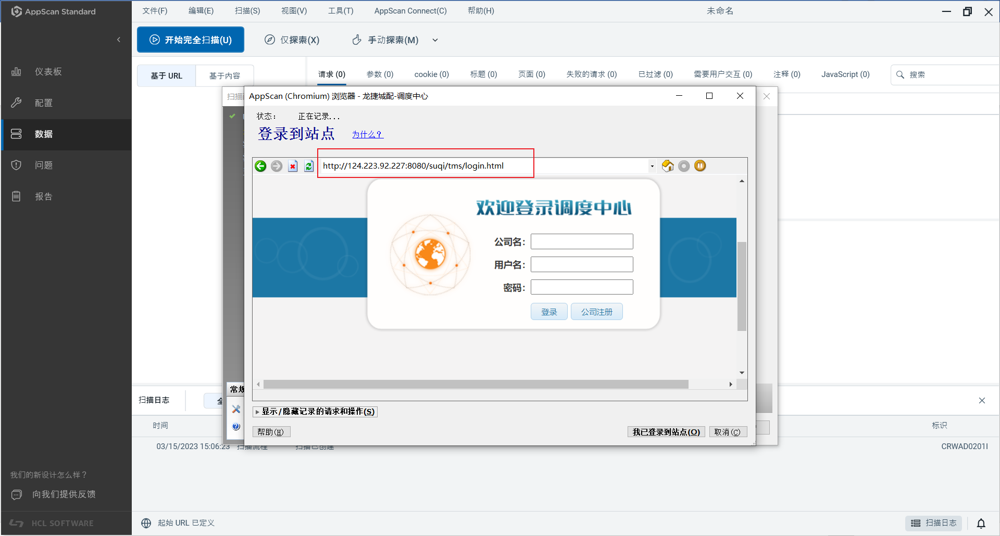 AppScan Standard
文件(F) 编辑(E) 扫描(S) 视图(V) 工具(T) AppScan Connect(C) 帮助(H) 未命名
开始完全扫描(U) 仅探索(X) 手动探索(M)
仪表板
配置
数据
问题
报告
基于 URL 基于内容
请求 (0) 参数 (0) cookie (0) 标题 (0) 页面 (0) 失败的请求 (0) 已过滤 (0) 需要用户交互 (0) 注释 (0) JavaScript (0) 搜索
扫描
AppScan (Chromium) 浏览器 - 龙捷城配-调度中心
状态： 正在记录...
登录到站点 为什么?
http://124.223.92.227:8080/suqi/tms/login.html
欢迎登录调度中心
公司名：
用户名：
密码：
登录 公司注册
常规
显示/隐藏记录的请求和操作(S)
帮助(H) 我已登录到站点(O) 取消(C)
扫描日志 全
时间 标识
03/15/2023 15:06:23 扫描流程 扫描已创建 CRWAD0201I
我们的新设计怎么样？
向我们提供反馈
HCL SOFTWARE
起始 URL 已定义 扫描日志